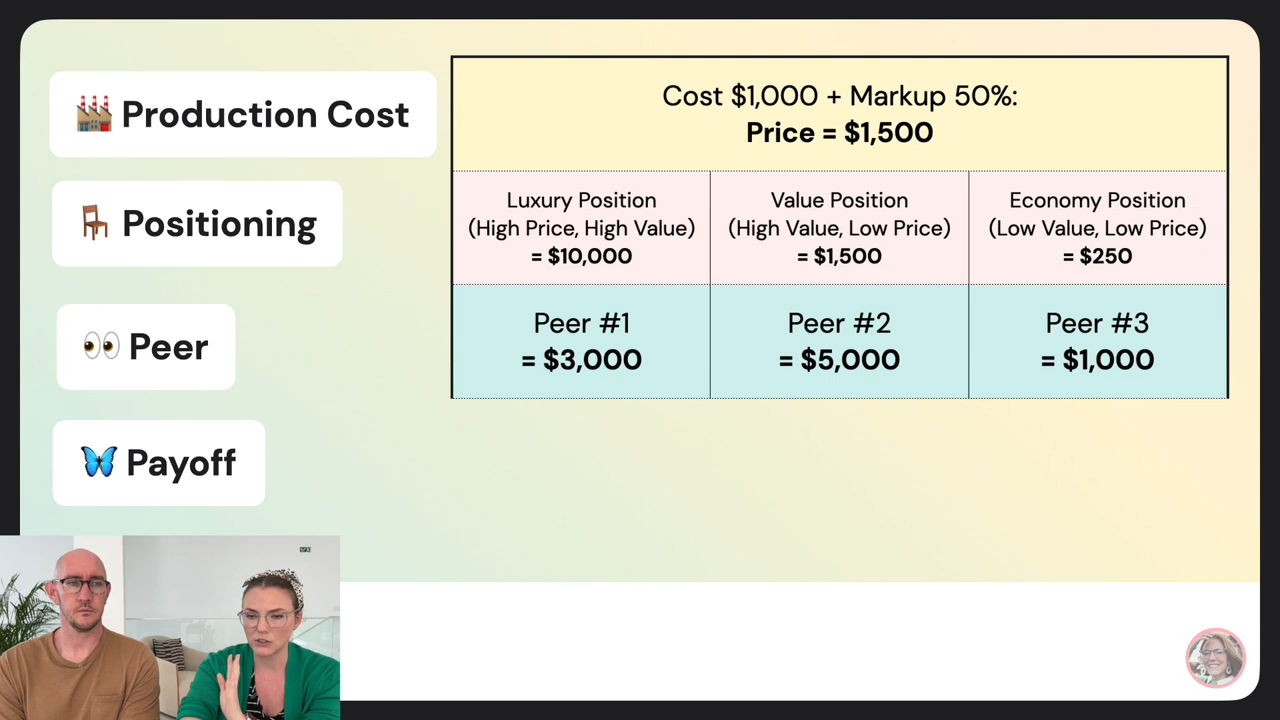 Production Cost
Cost $1,000 + Markup 50%:
Price = $1,500
Positioning
Luxury Position
(High Price, High Value)
= $10,000
Value Position
(High Value, Low Price)
= $1,500
Economy Position
(Low Value, Low Price)
= $250
Peer
Peer #1
= $3,000
Peer #2
= $5,000
Peer #3
= $1,000
Payoff